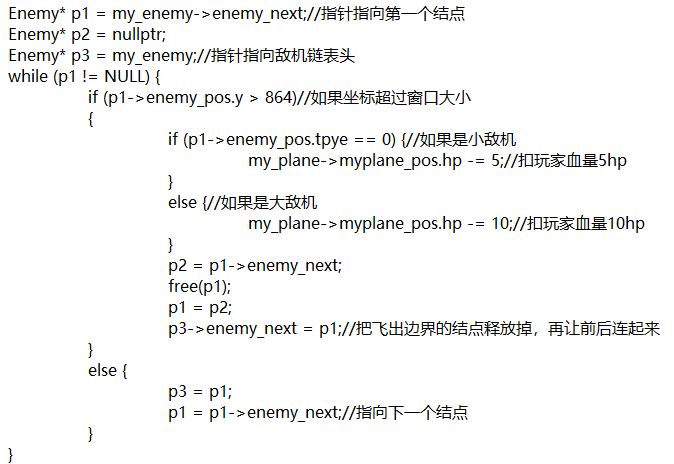 Enemy* p1 = my_enemy->enemy_next;//指针指向第一个结点
Enemy* p2 = nullptr;
Enemy* p3 = my_enemy;//指针指向敌机链表头
while (p1 != NULL) {
if (p1->enemy_pos.y > 864)//如果坐标超过窗口大小
{
if (p1->enemy_pos.tpye == 0) {//如果是小敌机
my_plane->myplane_pos.hp -= 5;//扣玩家血量5hp
}
else {//如果是大敌机
my_plane->myplane_pos.hp -= 10;//扣玩家血量10hp
}
p2 = p1->enemy_next;
free(p1);
p1 = p2;
p3->enemy_next = p1;//把飞出边界的结点释放掉，再让前后连起来
}
else {
p3 = p1;
p1 = p1->enemy_next;//指向下一个结点
}
}